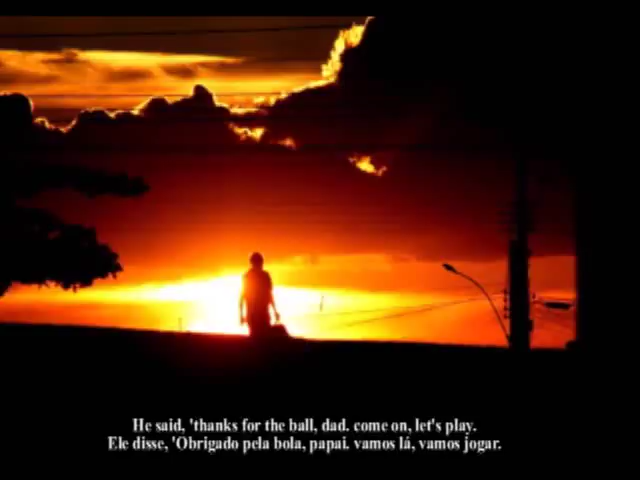 He said, 'thanks for the ball, dad. come on, let's play.
Ele disse, 'Obrigado pela bola, papai. vamos lá, vamos jogar.